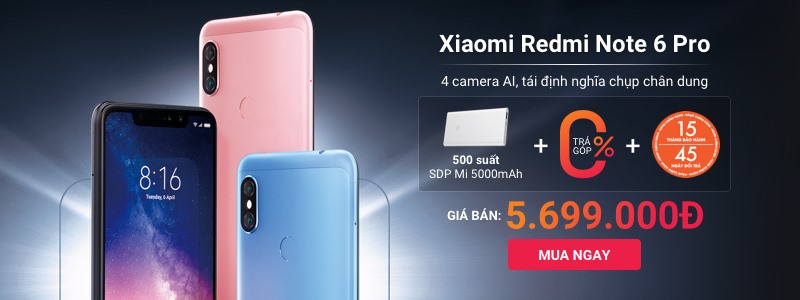 Xiaomi Redmi Note 6 Pro
4 camera AI, tái định nghĩa chụp chân dung
500 suất
SDP Mi 5000mAh
+
TRẢ
GÓP
0%
+
15
THÁNG BẢO HÀNH
45
NGÀY ĐỔI TRẢ
GIÁ BÁN: 5.699.000Đ
MUA NGAY
8:16